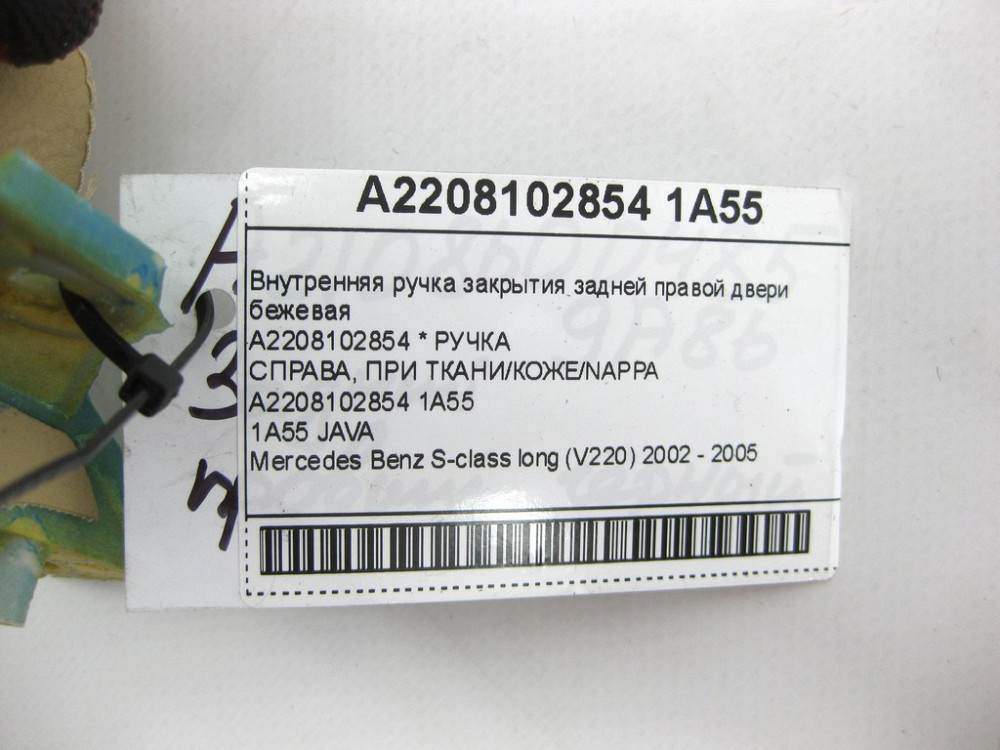 A2208102854 1A55
Внутренняя ручка закрытия задней правой двери
бежевая
A2208102854 * РУЧКА
СПРАВА, ПРИ ТКАНИ/КОЖЕ/NAPPA
A2208102854 1A55
1A55 JAVA
Mercedes Benz S-class long (V220) 2002 - 2005